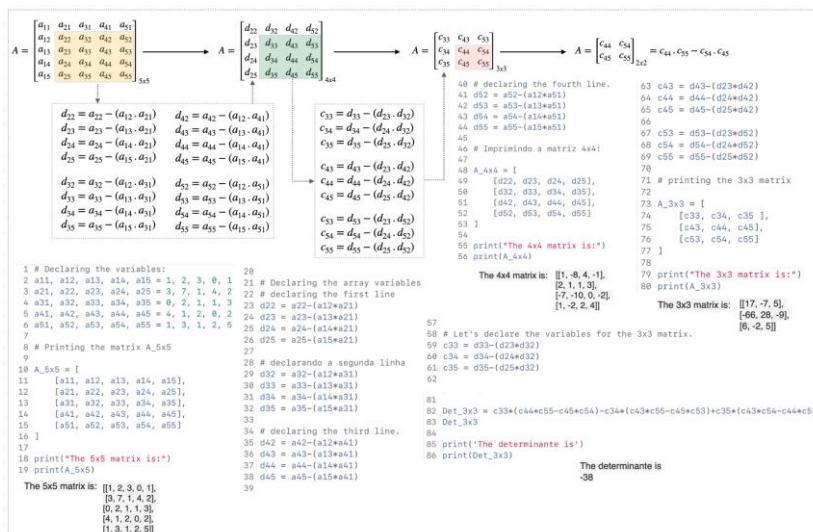 A = [a11 a21 a31 a41 a51
a12 a22 a32 a42 a52
a13 a23 a33 a43 a53
a14 a24 a34 a44 a54
a15 a25 a35 a45 a55]5x5
A = [d22 d32 d42 d52
d23 d33 d43 d53
d24 d34 d44 d54
d25 d35 d45 d55]4x4
A = [c33 c43 c53
c34 c44 c54
c35 c45 c55]3x3
A = [c44 c54
c45 c55]2x2 = c44 . c55 − c54 . c45
d22 = a22 − (a12 . a21)
d23 = a23 − (a13 . a21)
d24 = a24 − (a14 . a21)
d25 = a25 − (a15 . a21)
d32 = a32 − (a12 . a31)
d33 = a33 − (a13 . a31)
d34 = a34 − (a14 . a31)
d35 = a35 − (a15 . a31)
d42 = a42 − (a12 . a41)
d43 = a43 − (a13 . a41)
d44 = a44 − (a14 . a41)
d45 = a45 − (a15 . a41)
d52 = a52 − (a12 . a51)
d53 = a53 − (a13 . a51)
d54 = a54 − (a14 . a51)
d55 = a55 − (a15 . a51)
c33 = d33 − (d23 . d32)
c34 = d34 − (d24 . d32)
c35 = d35 − (d25 . d32)
c43 = d43 − (d23 . d42)
c44 = d44 − (d24 . d42)
c45 = d45 − (d25 . d42)
c53 = d53 − (d23 . d52)
c54 = d54 − (d24 . d52)
c55 = d55 − (d25 . d52)
1 # Declaring the variables:
2 a11, a12, a13, a14, a15 = 1, 2, 3, 0, 1
3 a21, a22, a23, a24, a25 = 3, 7, 1, 4, 2
4 a31, a32, a33, a34, a35 = 0, 2, 1, 1, 3
5 a41, a42, a43, a44, a45 = 4, 1, 2, 0, 2
6 a51, a52, a53, a54, a55 = 1, 3, 1, 2, 5
7
8 # Printing the matrix A_5x5
9
10 A_5x5 = [
11 [a11, a12, a13, a14, a15],
12 [a21, a22, a23, a24, a25],
13 [a31, a32, a33, a34, a35],
14 [a41, a42, a43, a44, a45],
15 [a51, a52, a53, a54, a55]
16 ]
17
18 print("The 5x5 matrix is:")
19 print(A_5x5)
The 5x5 matrix is: [[1, 2, 3, 0, 1],
[3, 7, 1, 4, 2],
[0, 2, 1, 1, 3],
[4, 1, 2, 0, 2],
[1, 3, 1, 2, 5]]
20
21 # Declaring the array variables
22 # declaring the first line
23 d22 = a22-(a12*a21)
24 d23 = a23-(a13*a21)
25 d24 = a24-(a14*a21)
26 d25 = a25-(a15*a21)
27
28 # declarando a segunda linha
29 d32 = a32-(a12*a31)
30 d33 = a33-(a13*a31)
31 d34 = a34-(a14*a31)
32 d35 = a35-(a15*a31)
33
34 # declaring the third line.
35 d42 = a42-(a12*a41)
36 d43 = a43-(a13*a41)
37 d44 = a44-(a14*a41)
38 d45 = a45-(a15*a41)
39
40 # declaring the fourth line.
41 d52 = a52-(a12*a51)
42 d53 = a53-(a13*a51)
43 d54 = a54-(a14*a51)
44 d55 = a55-(a15*a51)
45
46 # Imprimindo a matriz 4x4:
47
48 A_4x4 = [
49 [d22, d23, d24, d25],
50 [d32, d33, d34, d35],
51 [d42, d43, d44, d45],
52 [d52, d53, d54, d55]
53 ]
54
55 print("The 4x4 matrix is:")
56 print(A_4x4)
The 4x4 matrix is: [[1, -8, 4, -1],
[2, 1, 1, 3],
[-7, -10, 0, -2],
[1, -2, 2, 4]]
57
58 # Let's declare the variables for the 3x3 matrix.
59 c33 = d33-(d23*d32)
60 c34 = d34-(d24*d32)
61 c35 = d35-(d25*d32)
62
63 c43 = d43-(d23*d42)
64 c44 = d44-(d24*d42)
65 c45 = d45-(d25*d42)
66
67 c53 = d53-(d23*d52)
68 c54 = d54-(d24*d52)
69 c55 = d55-(d25*d52)
70
71 # printing the 3x3 matrix
72
73 A_3x3 = [
74 [c33, c34, c35 ],
75 [c43, c44, c45],
76 [c53, c54, c55]
77 ]
78
79 print("The 3x3 matrix is:")
80 print(A_3x3)
The 3x3 matrix is: [[17, -7, 5],
[-66, 28, -9],
[6, -2, 5]]
81
82 Det_3x3 = c33*(c44*c55-c45*c54)-c34*(c43*c55-c45*c53)+c35*(c43*c54-c44*c5
83 Det_3x3
84
85 print('The determinante is')
86 print(Det_3x3)
The determinante is
-38